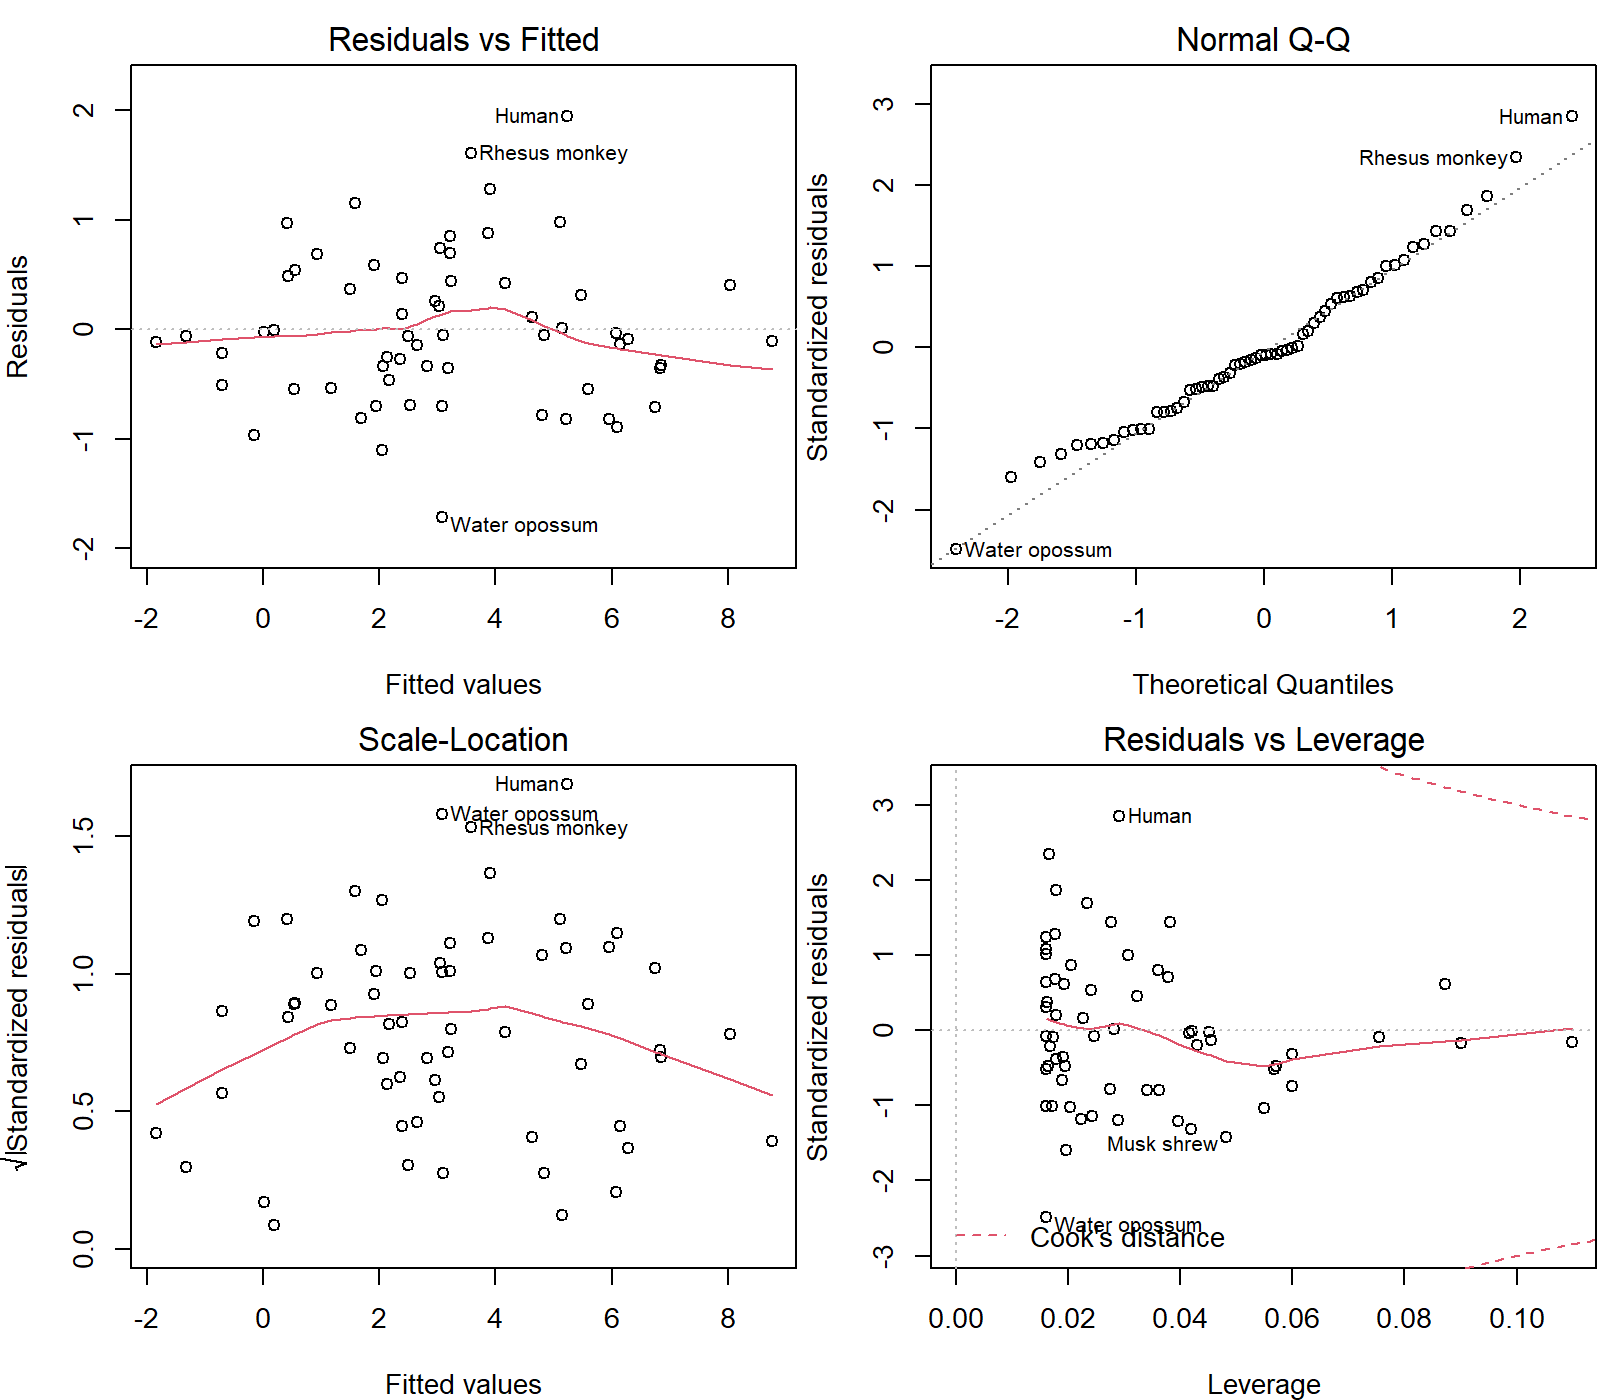 Residuals vs Fitted
Residuals
2
1
0
-1
-2
Human
Rhesus monkey
Water opossum
-2 0 2 4 6 8
Fitted values
Normal Q-Q
Standardized residuals
3
2
1
0
-1
-2
Human
Rhesus monkey
Water opossum
-2 -1 0 1 2
Theoretical Quantiles
Scale-Location
√|Standardized residuals|
1.5
1.0
0.5
0.0
Human
Water opossum
Rhesus monkey
-2 0 2 4 6 8
Fitted values
Residuals vs Leverage
Standardized residuals
3
2
1
0
-1
-2
-3
Human
Musk shrew
Water opossum
Cook's distance
0.00 0.02 0.04 0.06 0.08 0.10
Leverage